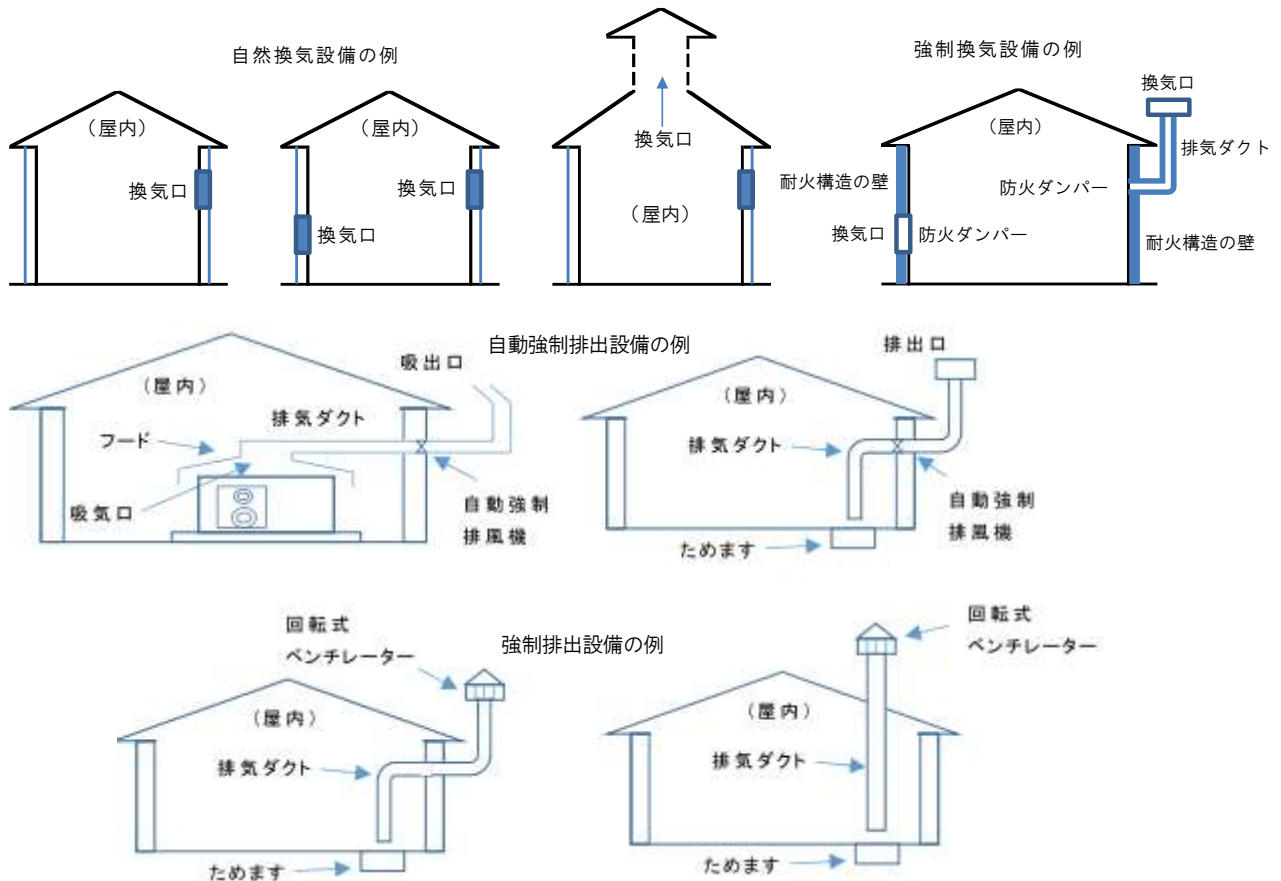 自然換気設備の例
強制換気設備の例
（屋内）
換気口
（屋内）
換気口
換気口
換気口
（屋内）
（屋内）
換気口
排気ダクト
耐火構造の壁
防火ダンパー
換気口
防火ダンパー
耐火構造の壁
自動強制排出設備の例
（屋内）
吸出口
排気ダクト
フード
吸気口
自動強制
排風機
（屋内）
排出口
排気ダクト
自動強制
排風機
ためます
強制排出設備の例
回転式
ベンチレーター
（屋内）
排気ダクト
ためます
回転式
ベンチレーター
（屋内）
排気ダクト
ためます